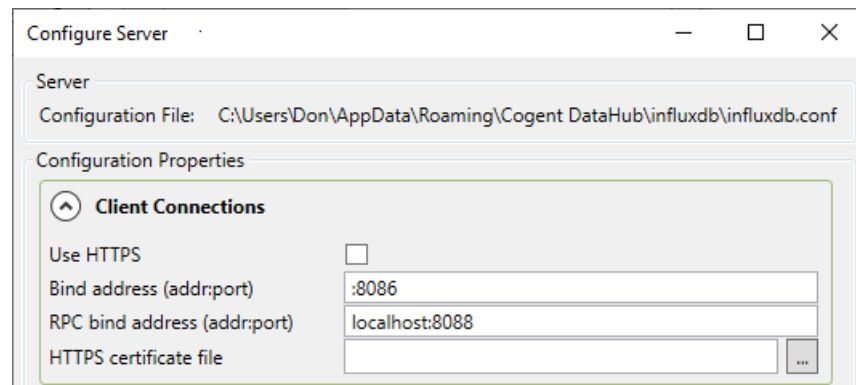 Configure Server
Server
Configuration File: C:\Users\Don\AppData\Roaming\Cogent DataHub\influxdb\influxdb.conf
Configuration Properties
Client Connections
Use HTTPS
Bind address (addr:port) :8086
RPC bind address (addr:port) localhost:8088
HTTPS certificate file ...